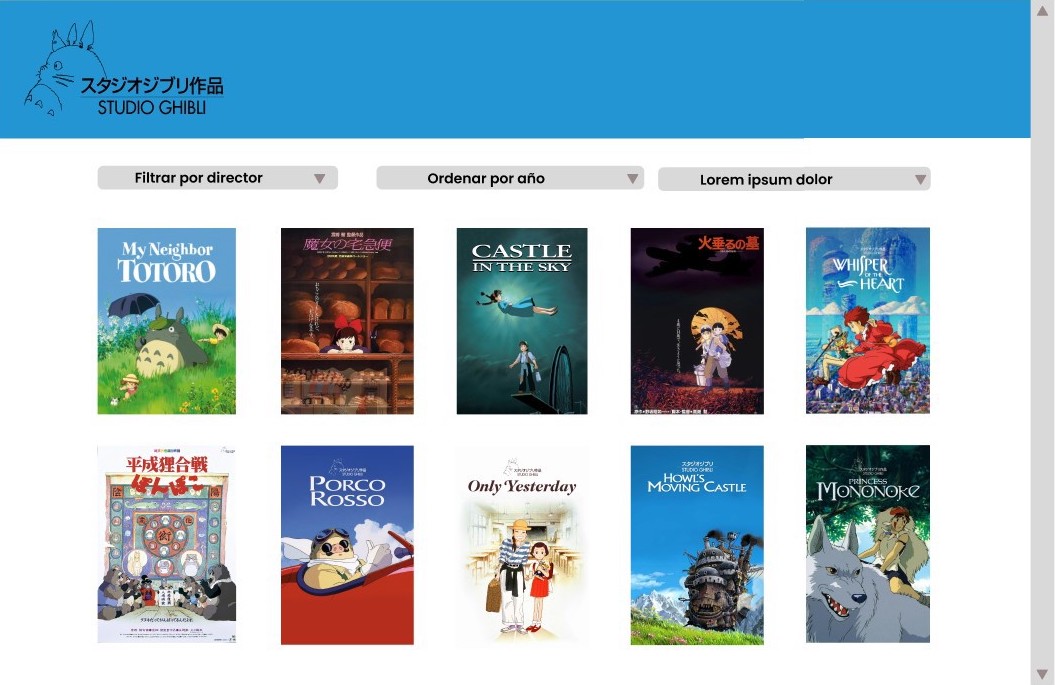 スタジオジブリ作品
STUDIO GHIBLI
Filtrar por director
Ordenar por año
Lorem ipsum dolor
My Neighbor
TOTORO
魔女の宅急便
CASTLE
IN THE SKY
火垂るの墓
WHISPER
OF THE
HEART
平成狸合戦
ぽんぽこ
スタジオジブリ作品
STUDIO GHIBLI
PORCO
ROSSO
スタジオジブリ作品
STUDIO GHIBLI
Only Yesterday
スタジオジブリ
STUDIO GHIBLI
HOWL'S
MOVING CASTLE
スタジオジブリ作品
STUDIO GHIBLI
PRINCESS
MONONOKE